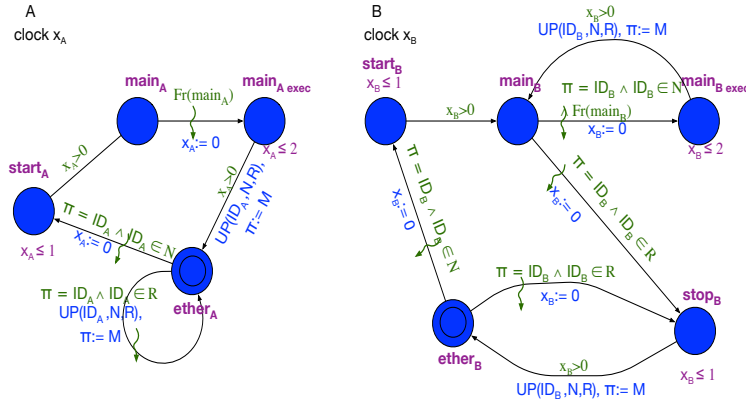 A
clock x_A
main_A
main_A exec
Fr(main_A)
x_A:= 0
x_A>0
x_A≤2
start_A
x_A>0
UP(ID_A,N,R),
π:= M
π = ID_A ∧ ID_A ∈ N
x_A:= 0
x_A≤1
ether_A
π = ID_A ∧ ID_A ∈ R
UP(ID_A,N,R),
π:= M
B
clock x_B
x_B>0
UP(ID_B,N,R), π:= M
start_B
x_B≤1
main_B
π = ID_B ∧ ID_B ∈ N
main_B exec
x_B>0
∧ Fr(main_B)
x_B:= 0
x_B≤2
π = ID_B ∧ ID_B ∈ N
x_B:= 0
π = ID_B ∧ ID_B ∈ R
x_B:= 0
π = ID_B ∧ ID_B ∈ R
x_B:= 0
stop_B
ether_B
x_B>0
x_B≤1
UP(ID_B,N,R), π:= M